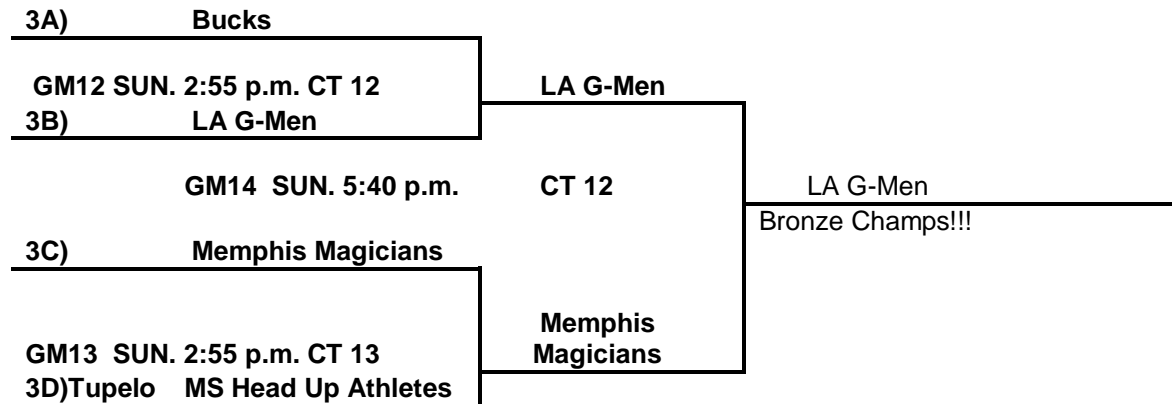 3A) Bucks
GM12 SUN. 2:55 p.m. CT 12
LA G-Men
3B) LA G-Men
GM14 SUN. 5:40 p.m. CT 12
LA G-Men
Bronze Champs!!!
3C) Memphis Magicians
Memphis
Magicians
GM13 SUN. 2:55 p.m. CT 13
3D)Tupelo MS Head Up Athletes